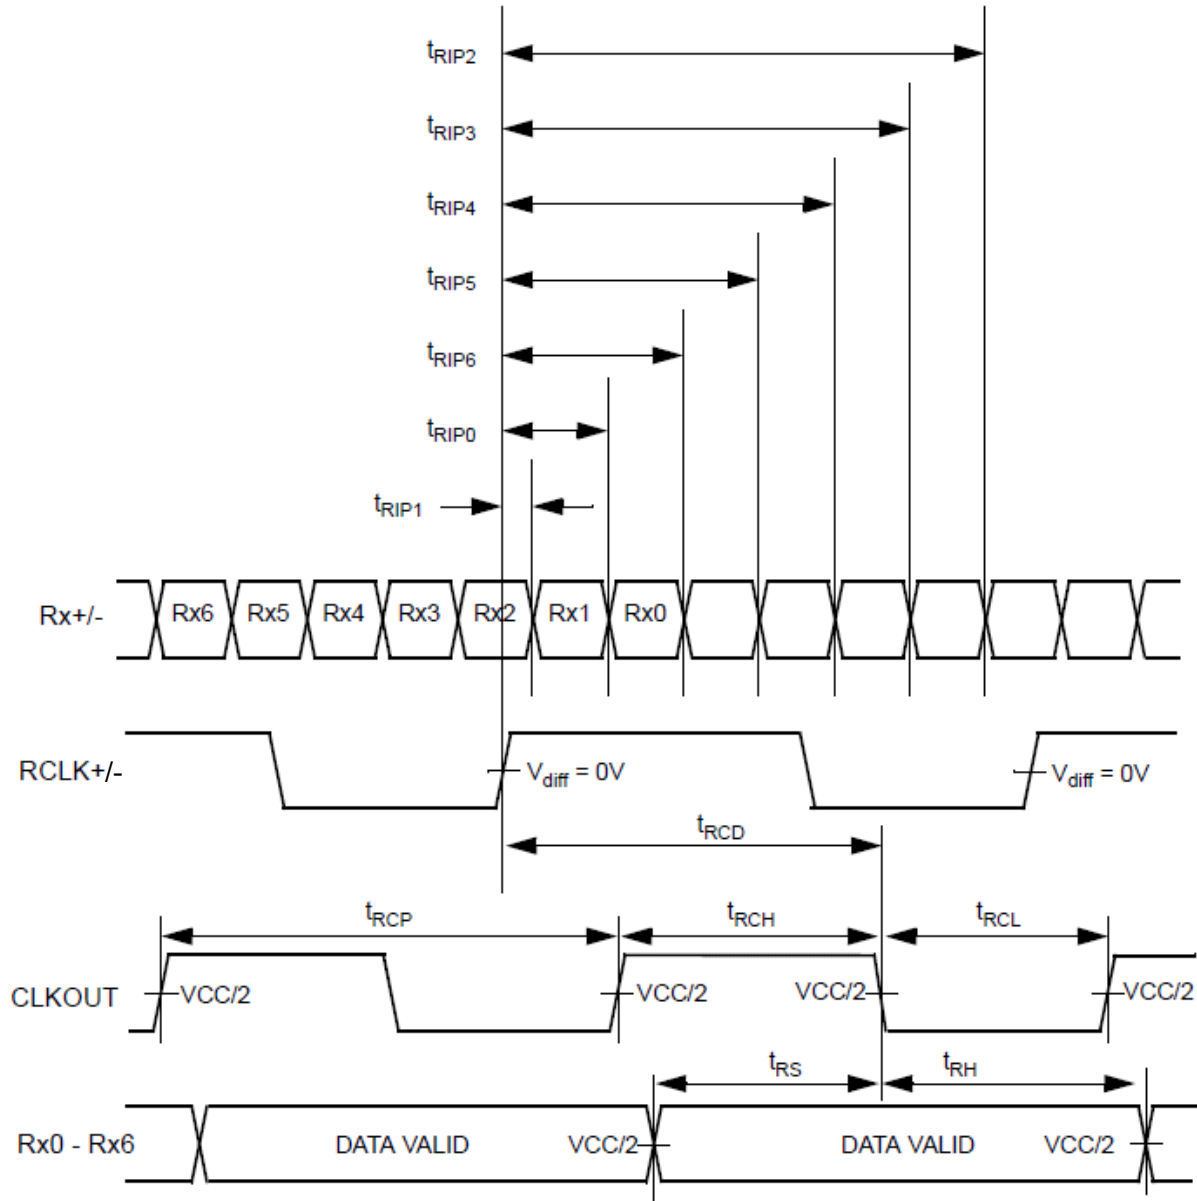 tRIP2
tRIP3
tRIP4
tRIP5
tRIP6
tRIP0
tRIP1
Rx+/- Rx6 Rx5 Rx4 Rx3 Rx2 Rx1 Rx0
RCLK+/- Vdiff = 0V Vdiff = 0V
tRCD
tRCP tRCH tRCL
CLKOUT VCC/2 VCC/2 VCC/2 VCC/2
tRS tRH
Rx0 - Rx6 DATA VALID VCC/2 DATA VALID VCC/2